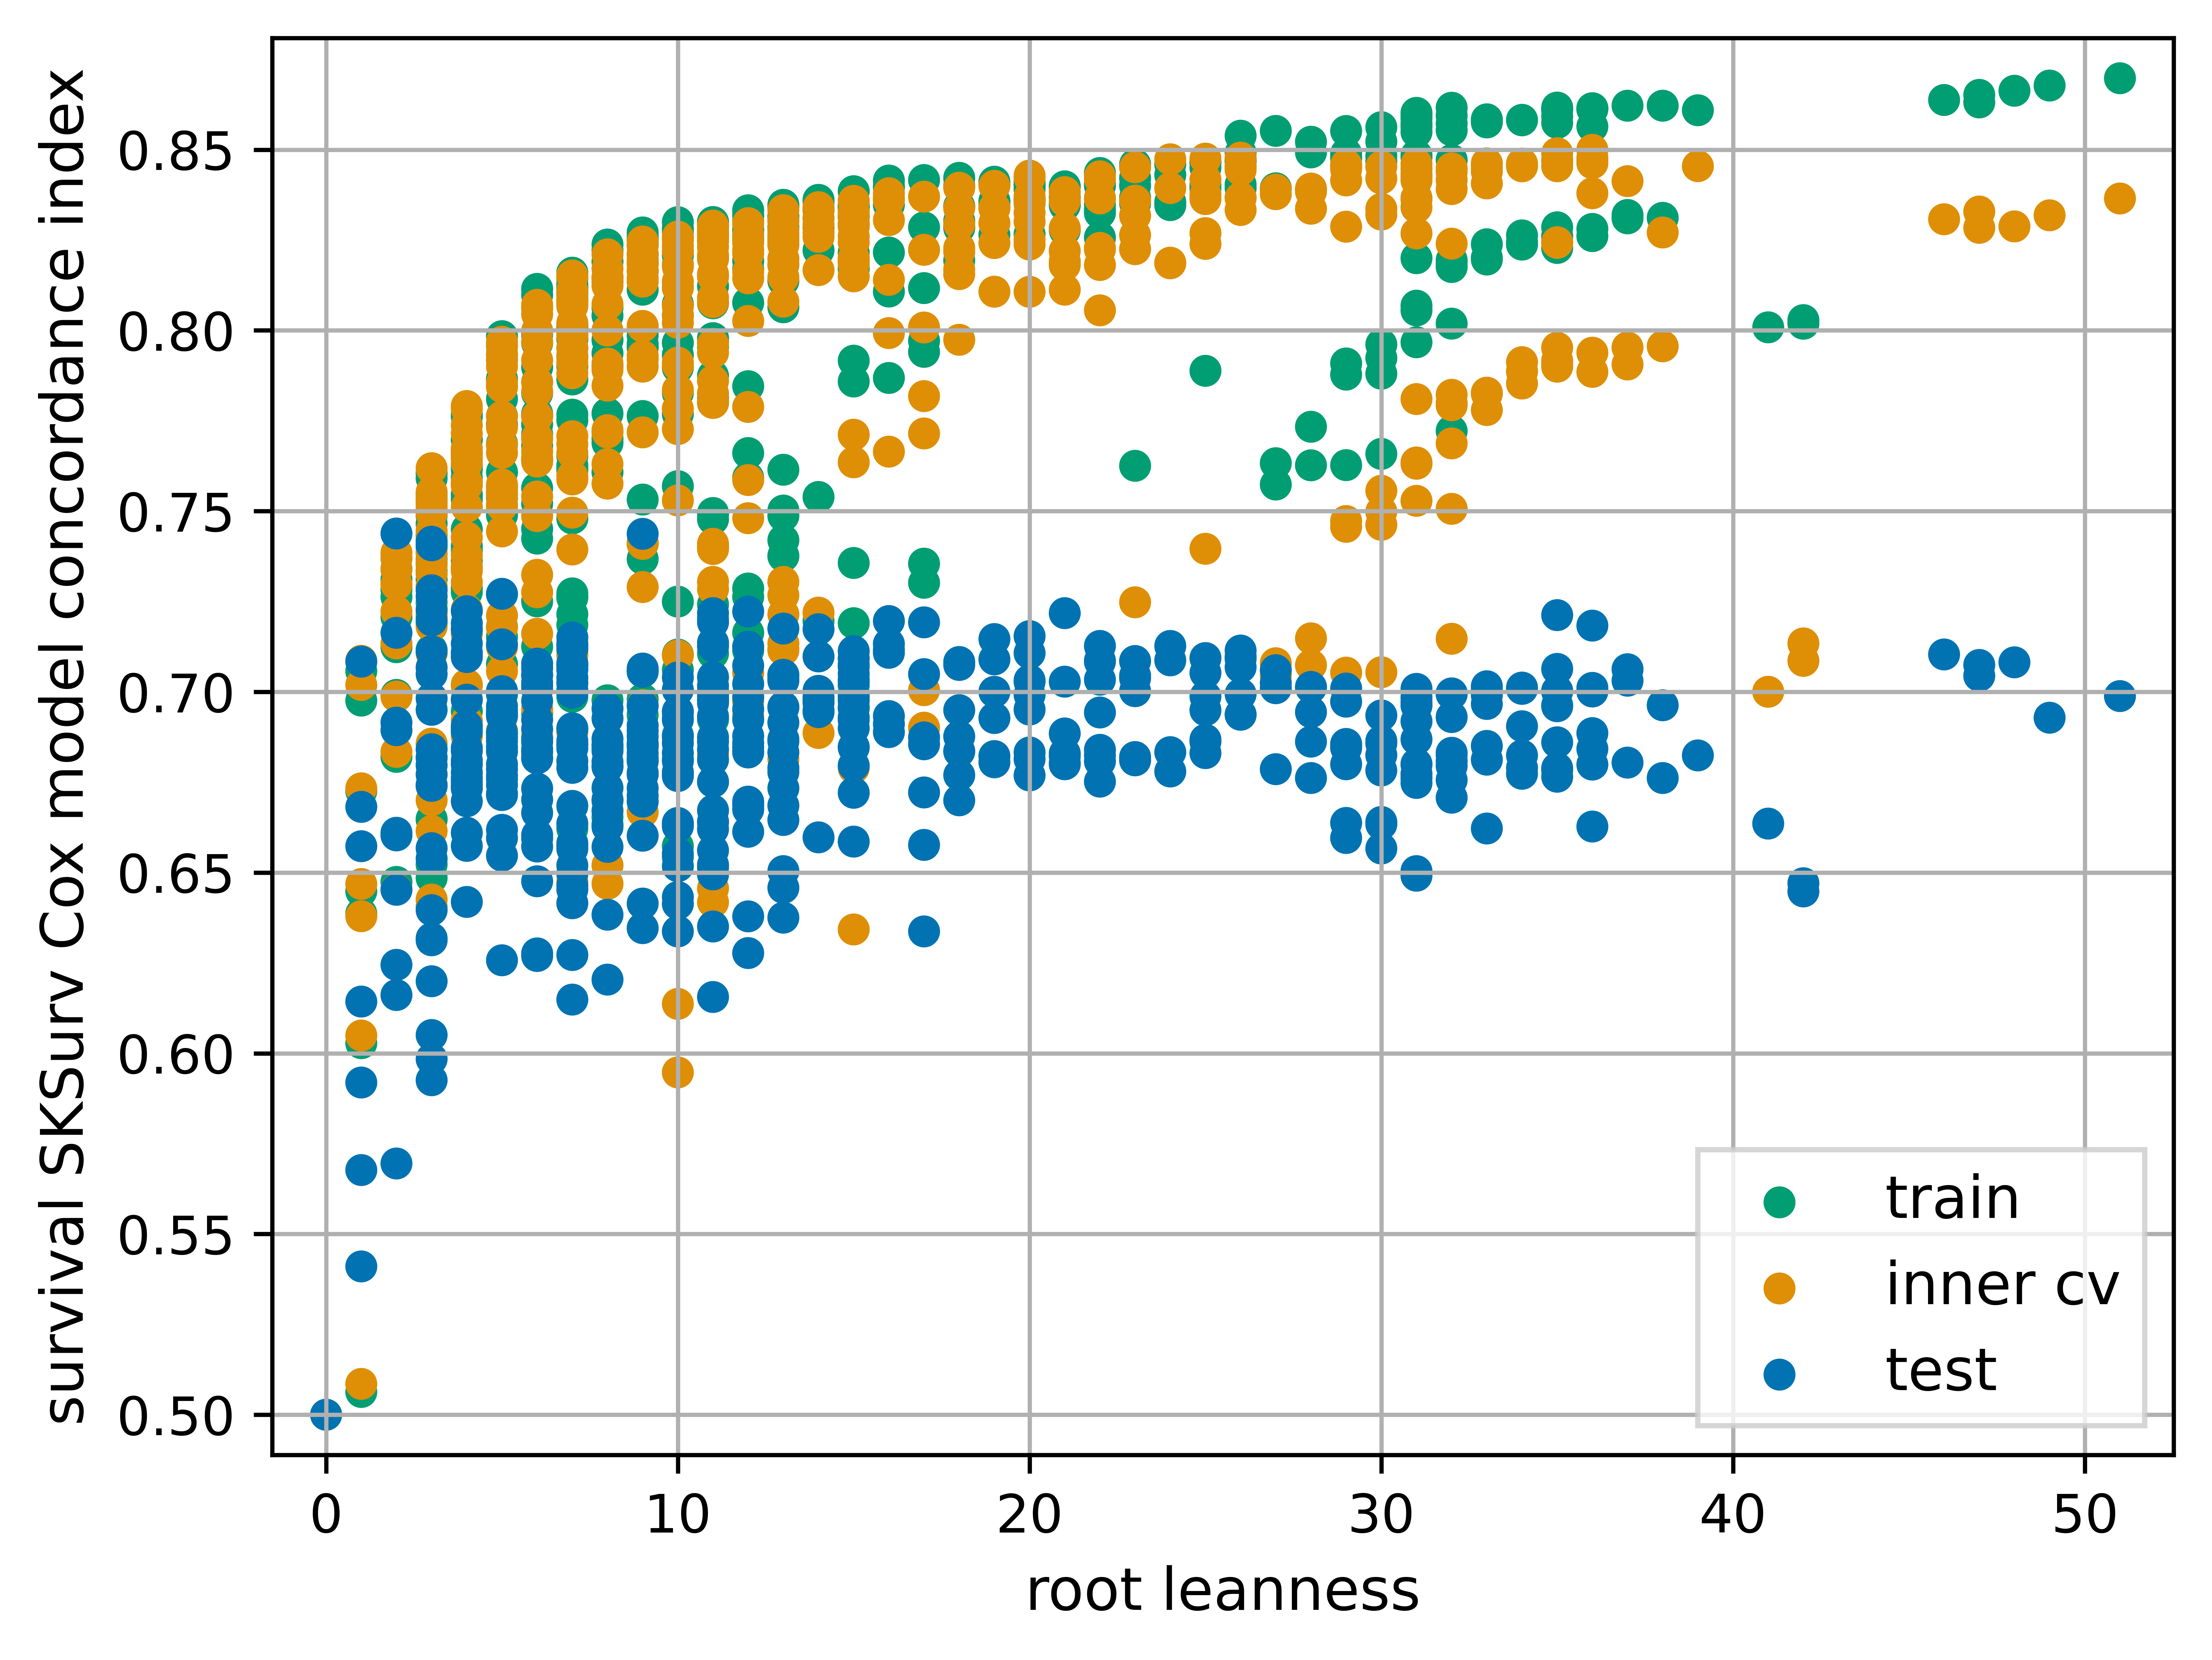 survival SKSurv Cox model concordance index
0.85
0.80
0.75
0.70
0.65
0.60
0.55
0.50
train
inner cv
test
0 10 20 30 40 50
root leanness